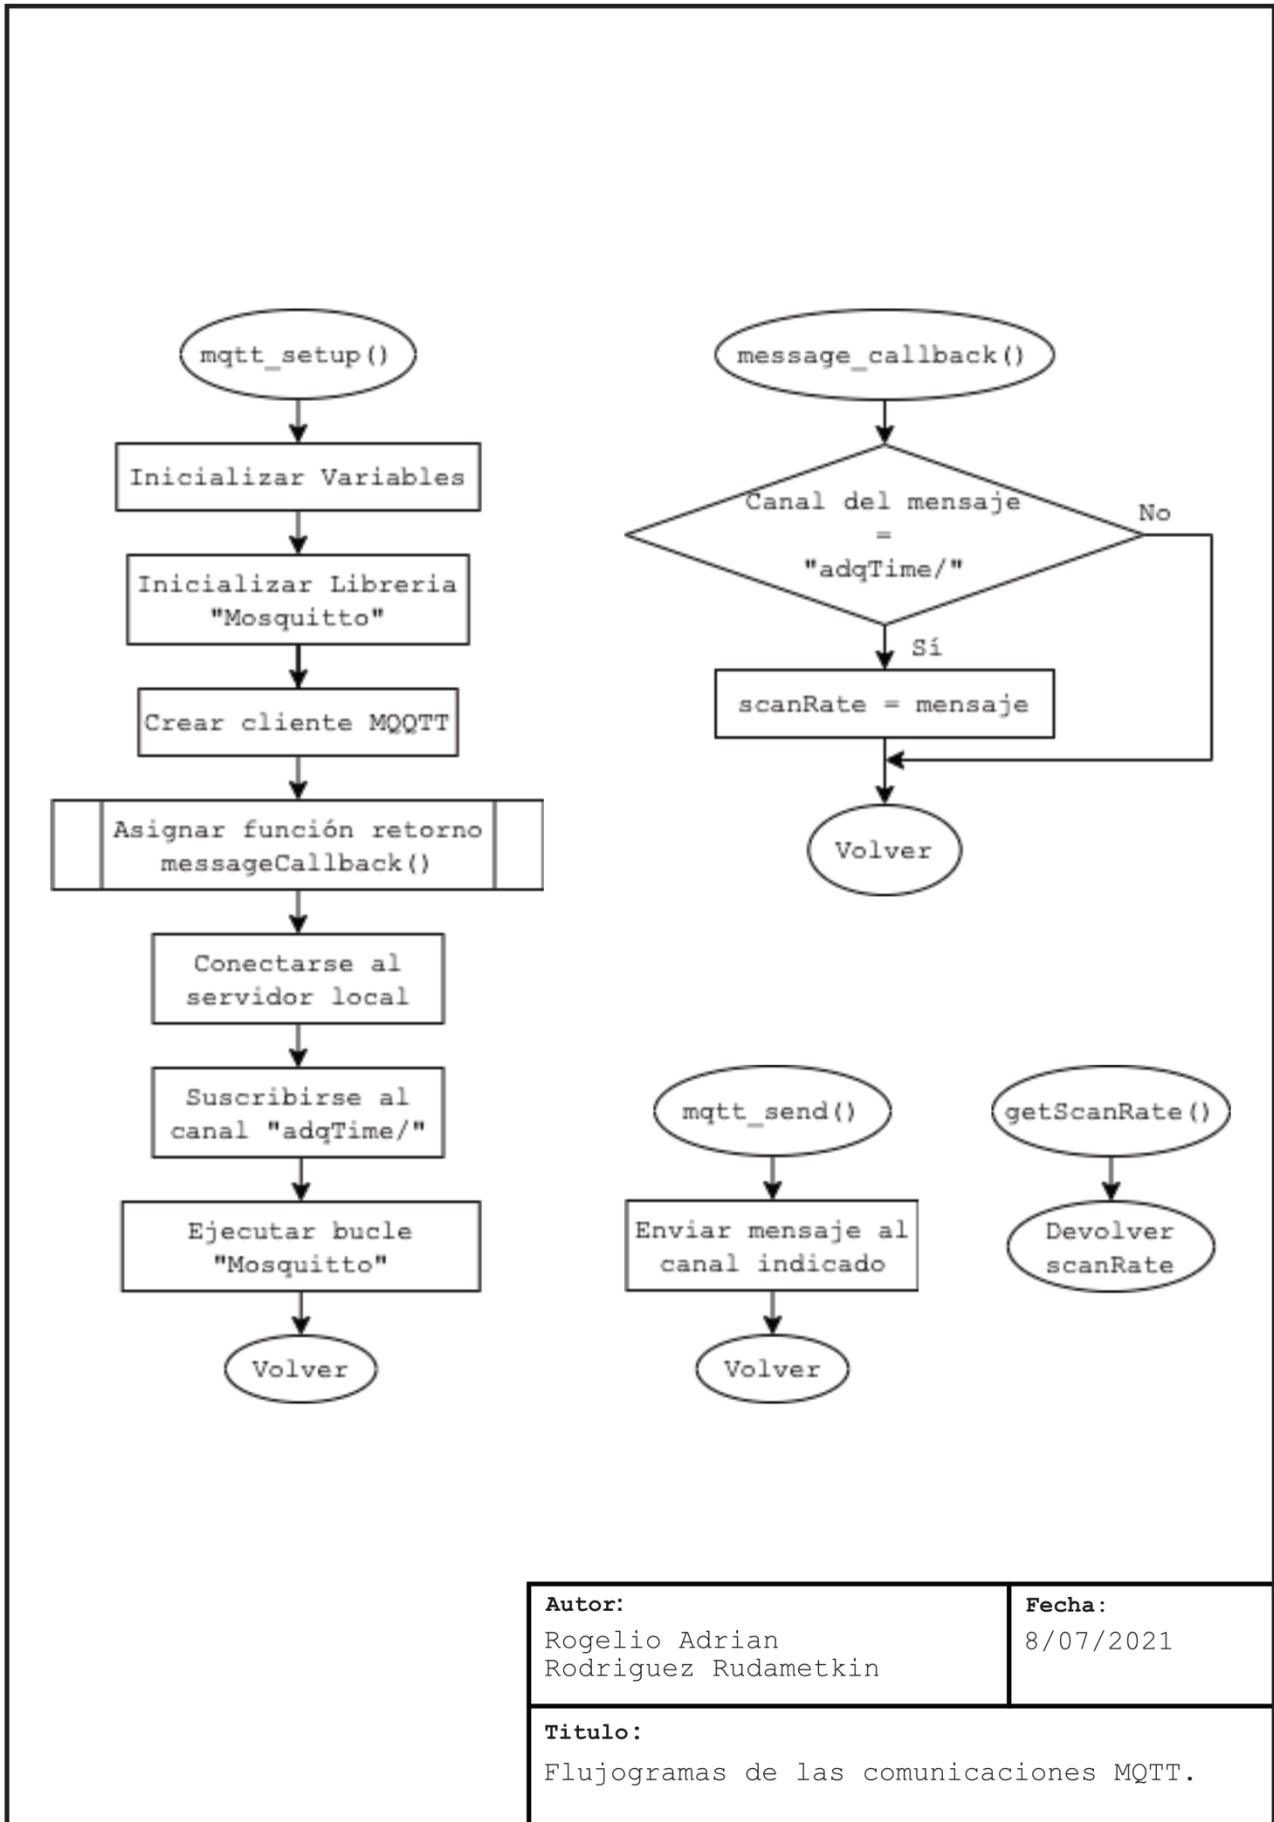 mqtt_setup()
Inicializar Variables
Inicializar Libreria
"Mosquitto"
Crear cliente MQQTT
Asignar función retorno
messageCallback()
Conectarse al
servidor local
Suscribirse al
canal "adqTime/"
Ejecutar bucle
"Mosquitto"
Volver
message_callback()
Canal del mensaje
=
"adqTime/"
No
Sí
scanRate = mensaje
Volver
mqtt_send()
Enviar mensaje al
canal indicado
Volver
getScanRate()
Devolver
scanRate
Autor:
Rogelio Adrian
Rodriguez Rudametkin
Fecha:
8/07/2021
Titulo:
Flujogramas de las comunicaciones MQTT.